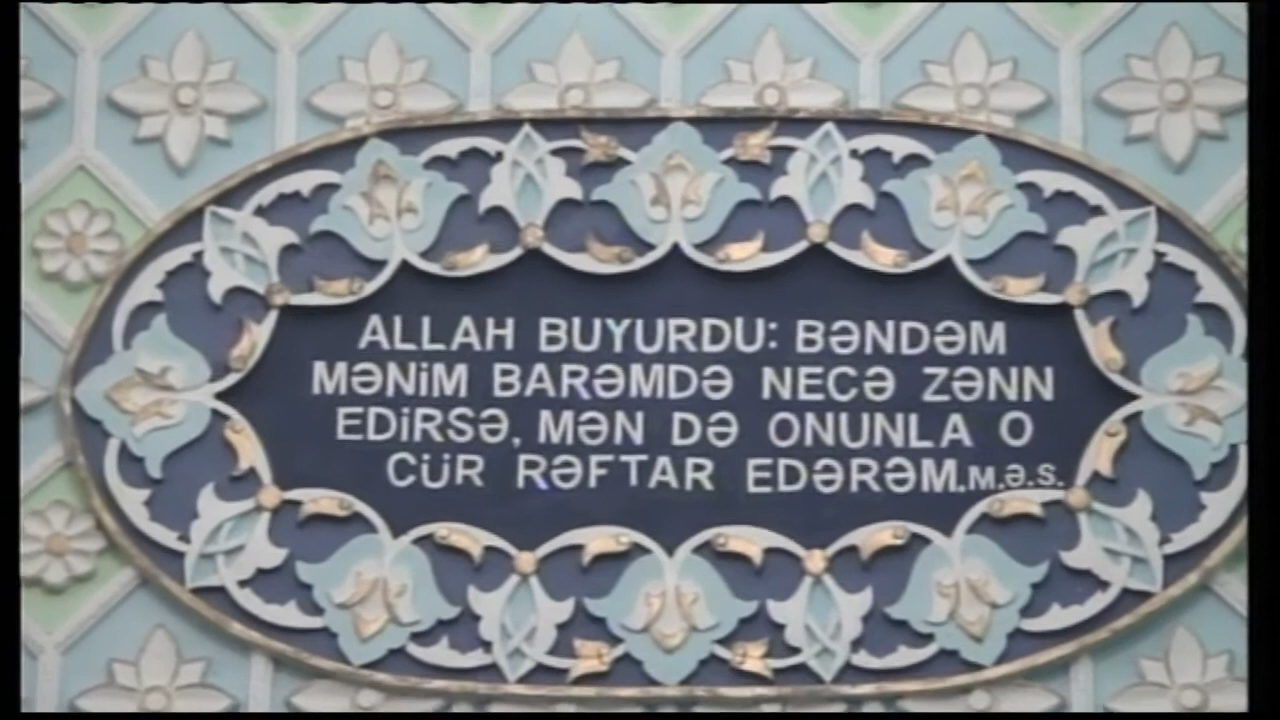 ALLAH BUYURDU: BƏNDƏM
MƏNiM BARƏMDƏ NECƏ ZƏNN
EDiRSƏ, MƏN DƏ ONUNLA O
CÜR RƏFTAR EDƏRƏM.M.Ə.S.